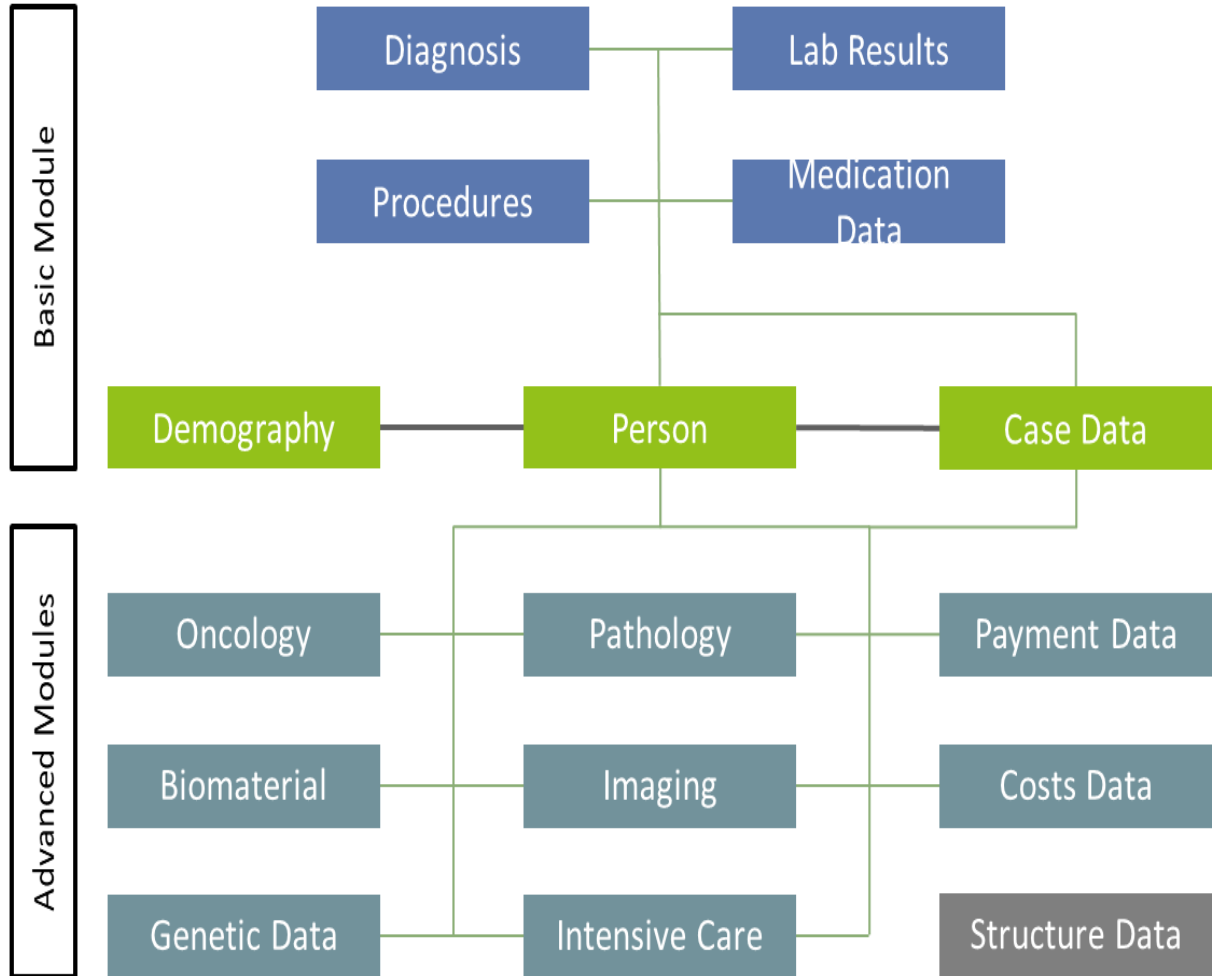 Basic Module
Diagnosis
Lab Results
Procedures
Medication
Data
Demography
Person
Case Data
Advanced Modules
Oncology
Pathology
Payment Data
Biomaterial
Imaging
Costs Data
Genetic Data
Intensive Care
Structure Data